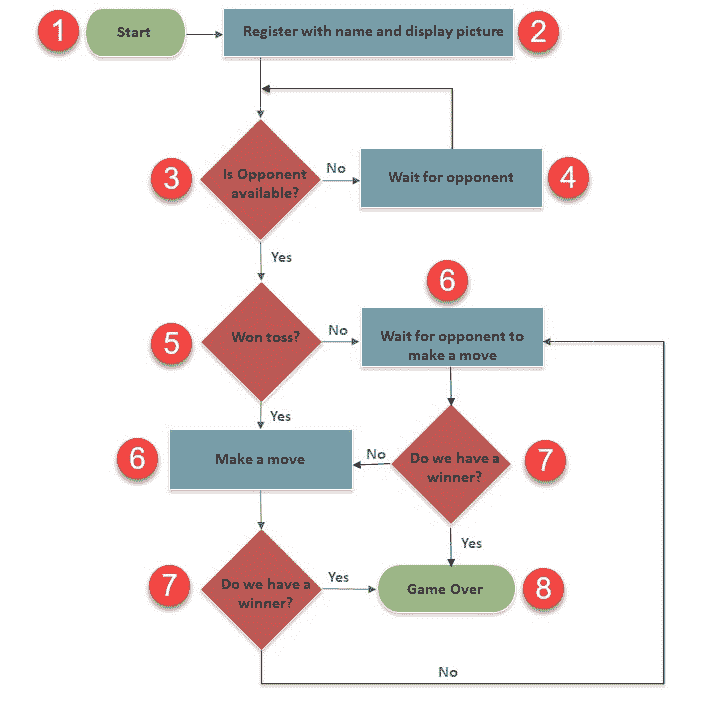 1
Start
Register with name and display picture
2
3
Is Opponent
available?
No
Wait for opponent
4
Yes
6
5
Won toss?
No
Wait for opponent to
make a move
Yes
6
Make a move
No
Do we have a
winner?
7
Yes
7
Do we have a
winner?
Yes
Game Over
8
No